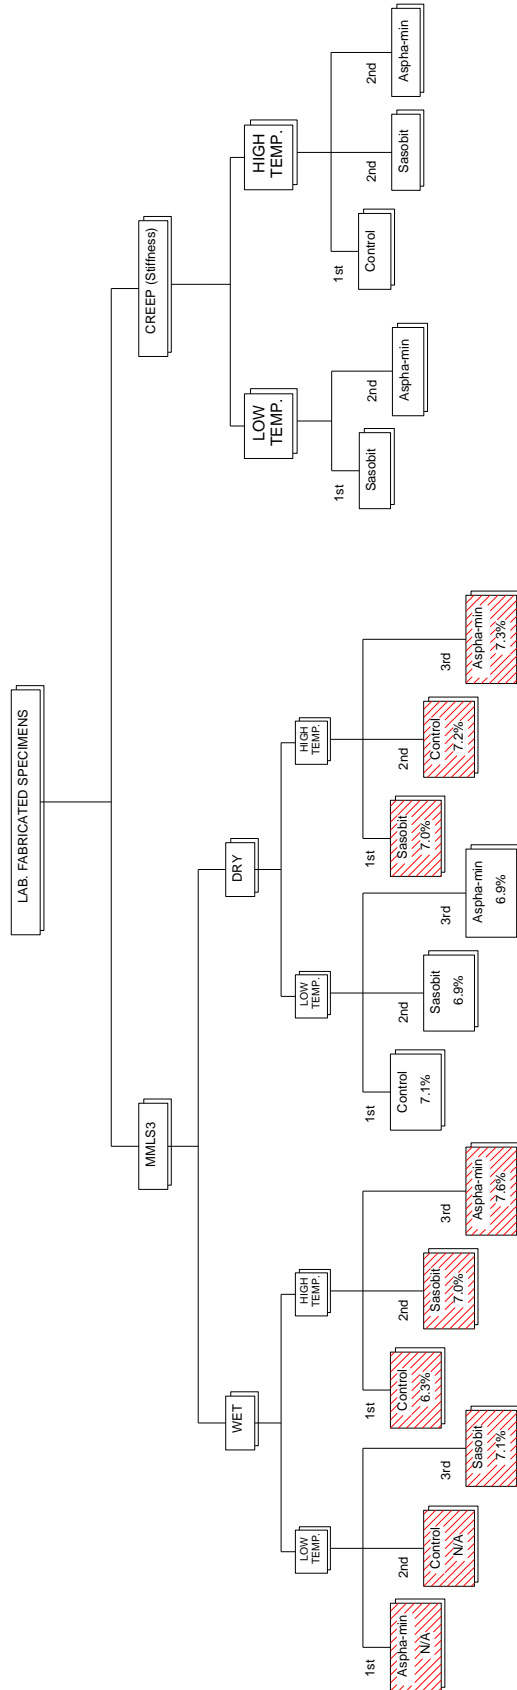 LAB. FABRICATED SPECIMENS
MMLS3
CREEP (Stiffness)
WET
DRY
LOW
TEMP.
HIGH
TEMP.
LOW
TEMP.
HIGH
TEMP.
LOW
TEMP.
HIGH
TEMP.
1st
Aspha-min
N/A
2nd
Control
N/A
3rd
Sasobit
7.1%
1st
Control
6.3%
2nd
Sasobit
7.0%
3rd
Aspha-min
7.6%
1st
Control
7.1%
2nd
Sasobit
6.9%
3rd
Aspha-min
6.9%
1st
Sasobit
7.0%
2nd
Control
7.2%
3rd
Aspha-min
7.3%
1st
Sasobit
2nd
Aspha-min
1st
Control
2nd
Sasobit
2nd
Aspha-min